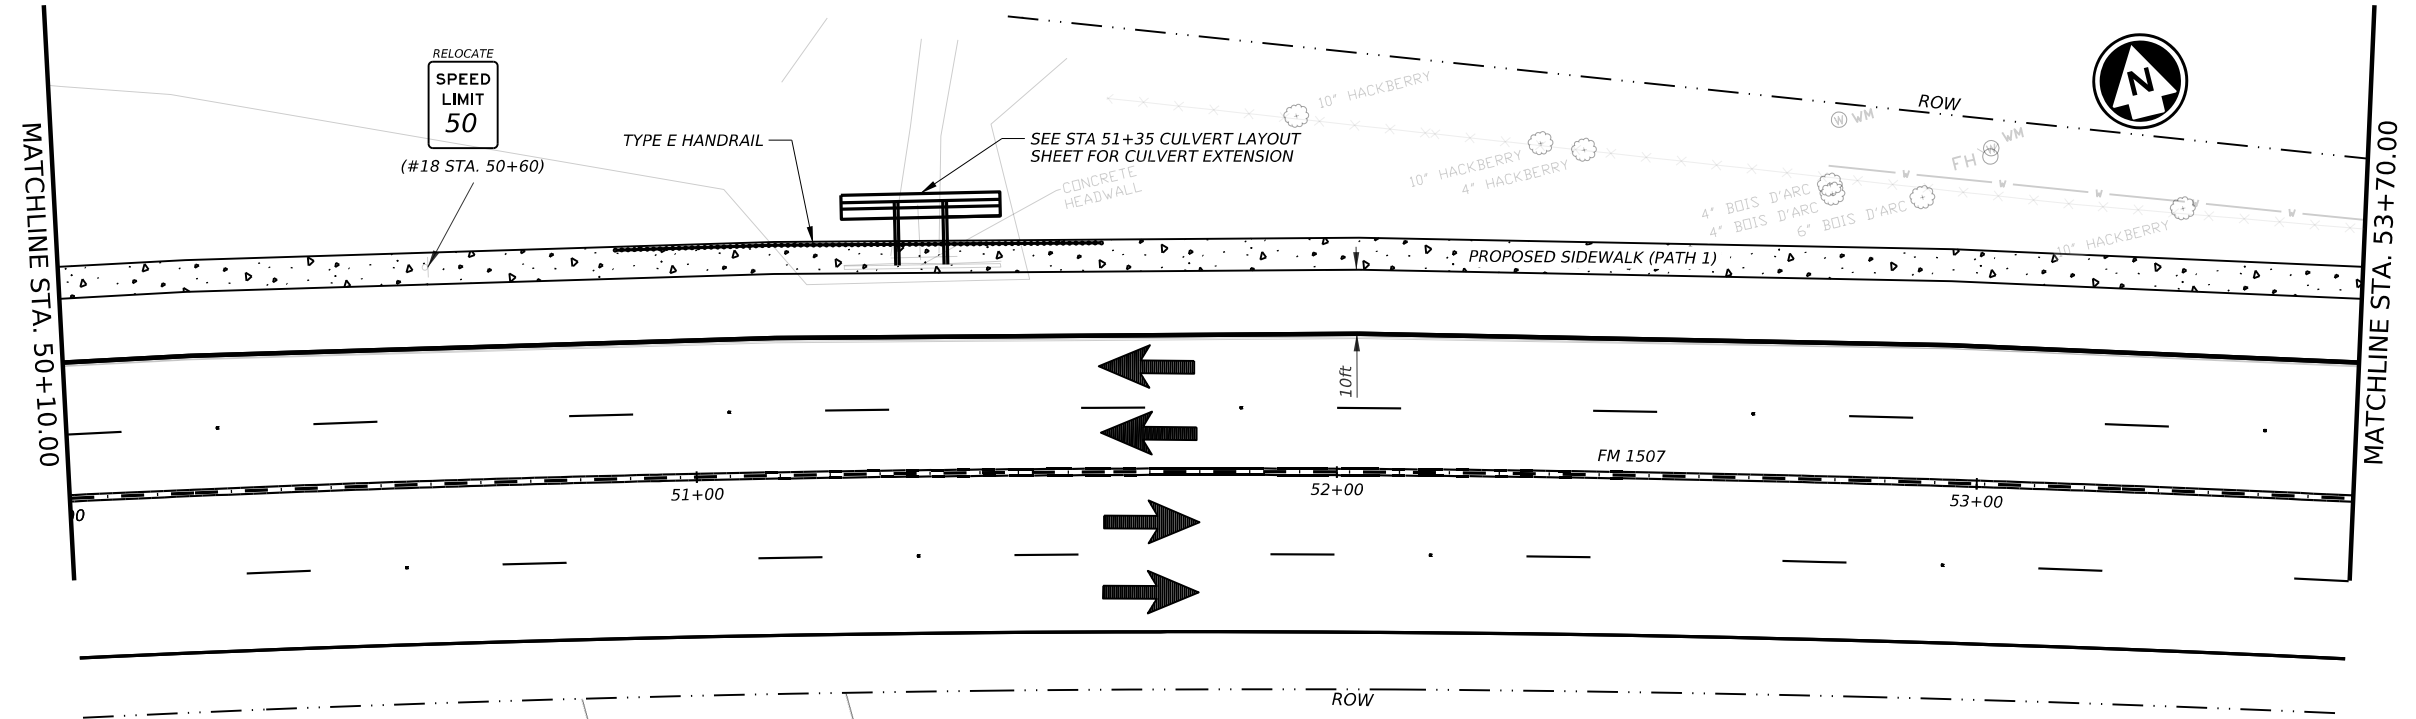 MATCHLINE STA. 50+10.00
RELOCATE
SPEED
LIMIT
50
(#18 STA. 50+60)
TYPE E HANDRAIL
SEE STA 51+35 CULVERT LAYOUT
SHEET FOR CULVERT EXTENSION
CONCRETE
HEADWALL
10" HACKBERRY
10" HACKBERRY
4" HACKBERRY
4" BOIS D'ARC
4" BOIS D'ARC
6" BOIS D'ARC
10" HACKBERRY
W WM
W WM
FH
ROW
N
W
W
W
W
W
PROPOSED SIDEWALK (PATH 1)
10ft
FM 1507
00
51+00
52+00
53+00
ROW
MATCHLINE STA. 53+70.00